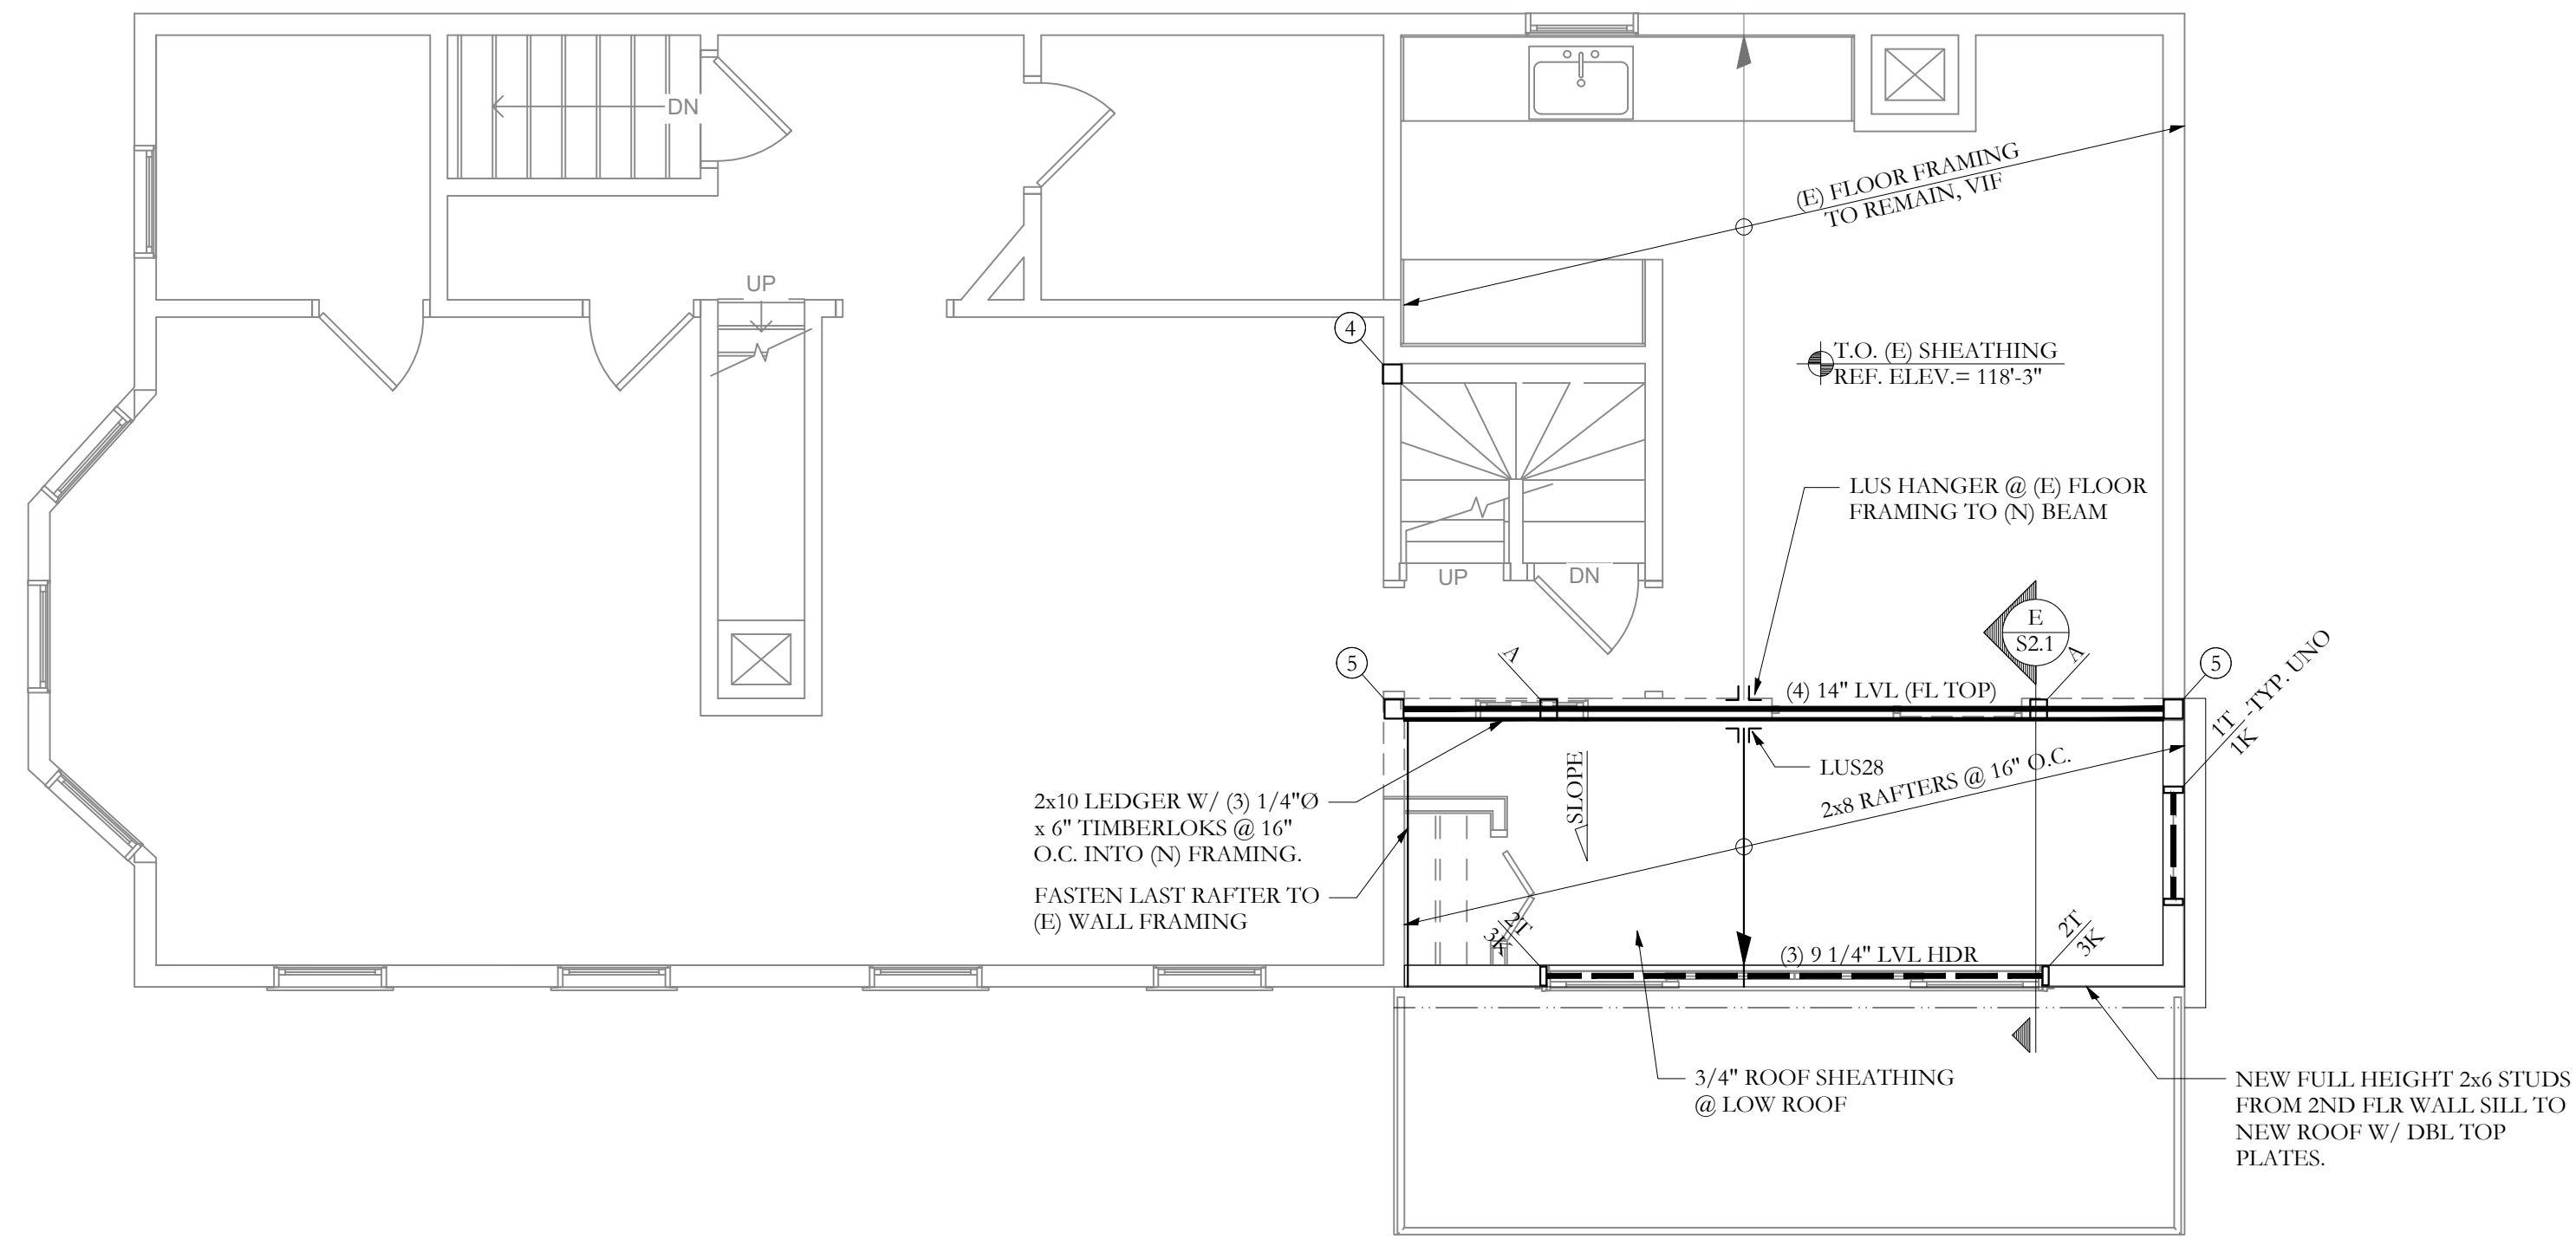 DN
(E) FLOOR FRAMING
TO REMAIN, VIF
UP
4
T.O. (E) SHEATHING
REF. ELEV.= 118'-3"
LUS HANGER @ (E) FLOOR
FRAMING TO (N) BEAM
UP
DN
E
S2.1
5
A
A
5
(4) 14" LVL (FL TOP)
1T -TYP. UNO
1K
SLOPE
LUS28
2x8 RAFTERS @ 16" O.C.
2x10 LEDGER W/ (3) 1/4"Ø
x 6" TIMBERLOKS @ 16"
O.C. INTO (N) FRAMING.
FASTEN LAST RAFTER TO
(E) WALL FRAMING
2T
3K
(3) 9 1/4" LVL HDR
2T
3K
3/4" ROOF SHEATHING
@ LOW ROOF
NEW FULL HEIGHT 2x6 STUDS
FROM 2ND FLR WALL SILL TO
NEW ROOF W/ DBL TOP
PLATES.